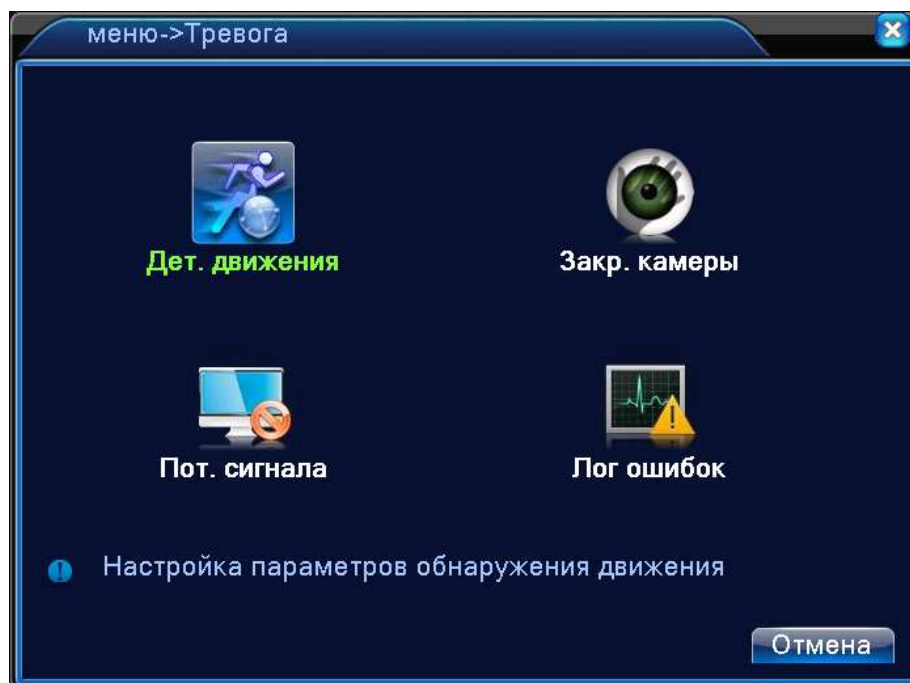 меню->Тревога
Дет. движения
Закр. камеры
Пот. сигнала
Лог ошибок
Настройка параметров обнаружения движения
Отмена